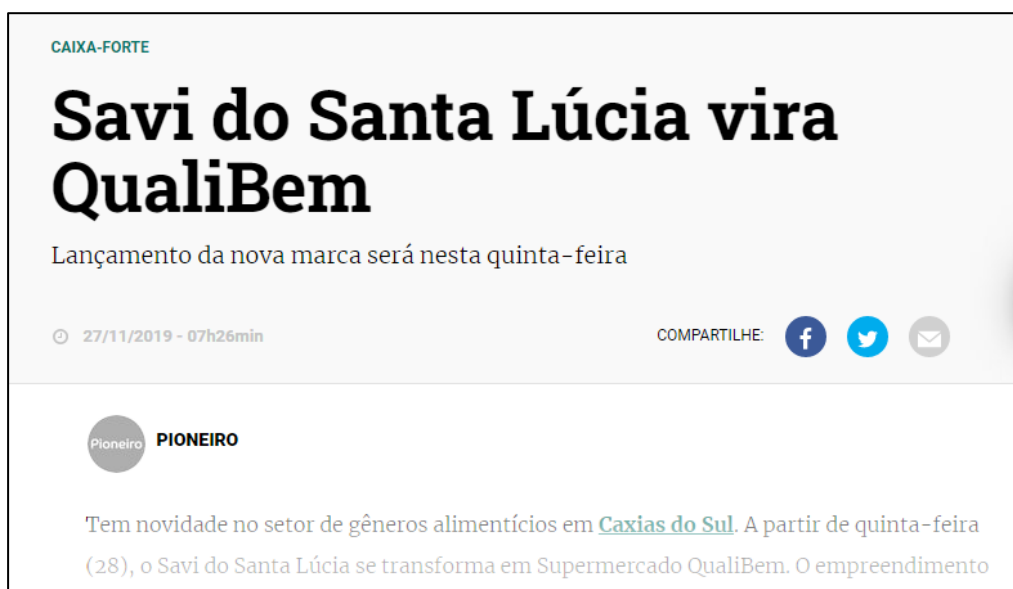 CAIXA-FORTE
Savi do Santa Lúcia vira
QualiBem
Lançamento da nova marca será nesta quinta-feira
27/11/2019 - 07h26min
COMPARTILHE:
Pioneiro
PIONEIRO
Tem novidade no setor de gêneros alimentícios em Caxias do Sul. A partir de quinta-feira
(28), o Savi do Santa Lúcia se transforma em Supermercado QualiBem. O empreendimento